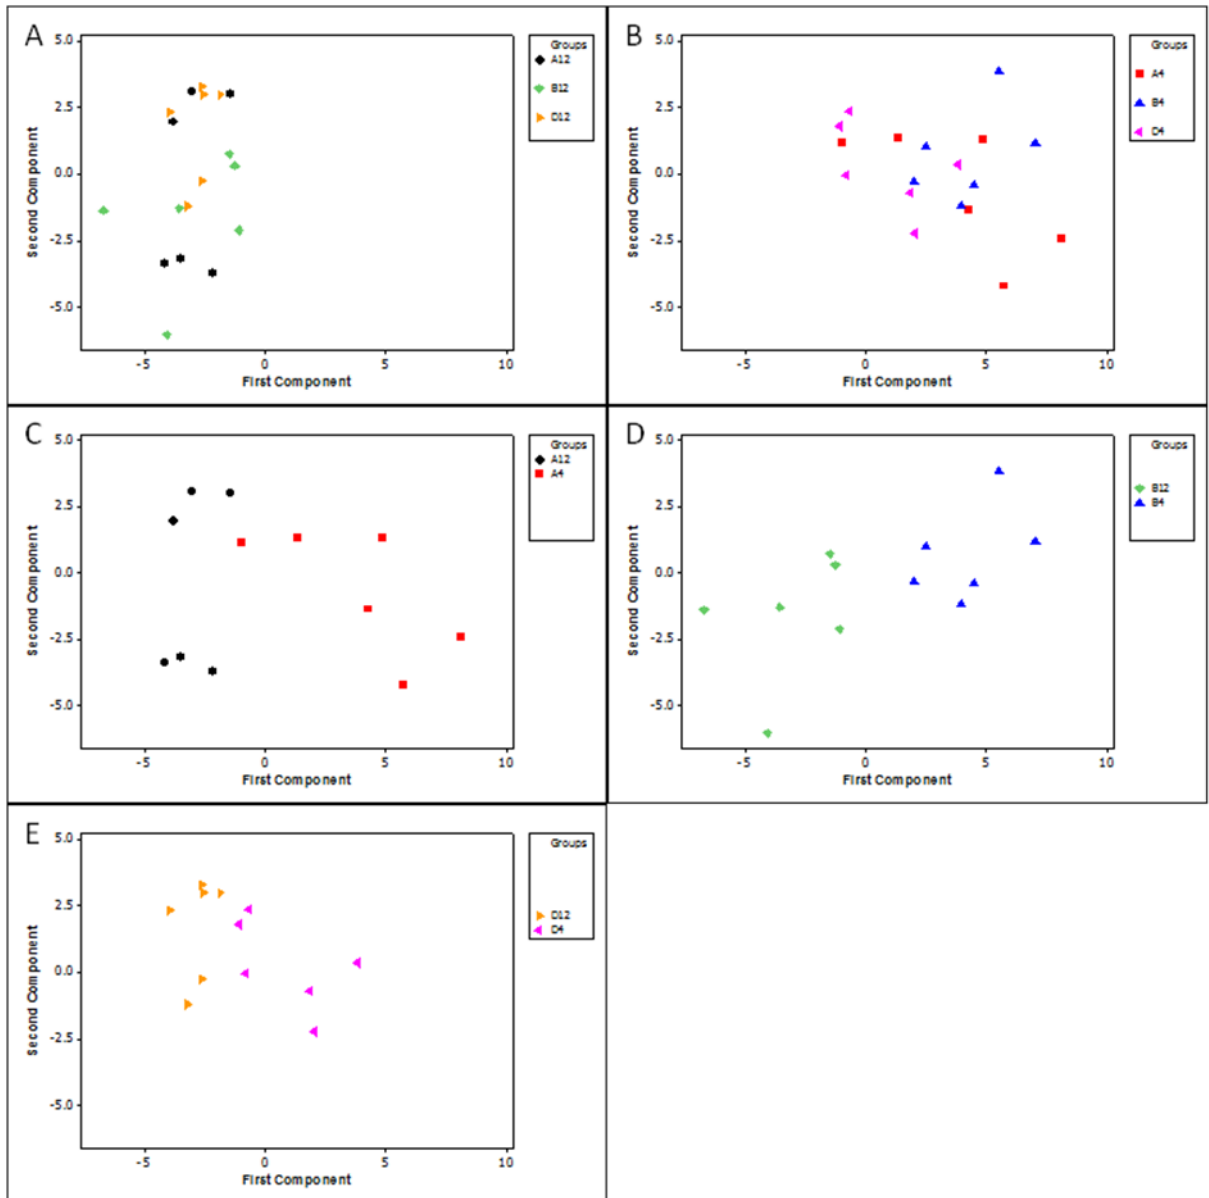 A
Groups
A12
B12
D12
5.0
2.5
0.0
-2.5
-5.0
Second Component
-5 0 5 10
First Component
B
Groups
A4
B4
D4
5.0
2.5
0.0
-2.5
-5.0
Second Component
-5 0 5 10
First Component
C
Groups
A12
A4
5.0
2.5
0.0
-2.5
-5.0
Second Component
-5 0 5 10
First Component
D
Groups
B12
B4
5.0
2.5
0.0
-2.5
-5.0
Second Component
-5 0 5 10
First Component
E
Groups
D12
D4
5.0
2.5
0.0
-2.5
-5.0
Second Component
-5 0 5 10
First Component